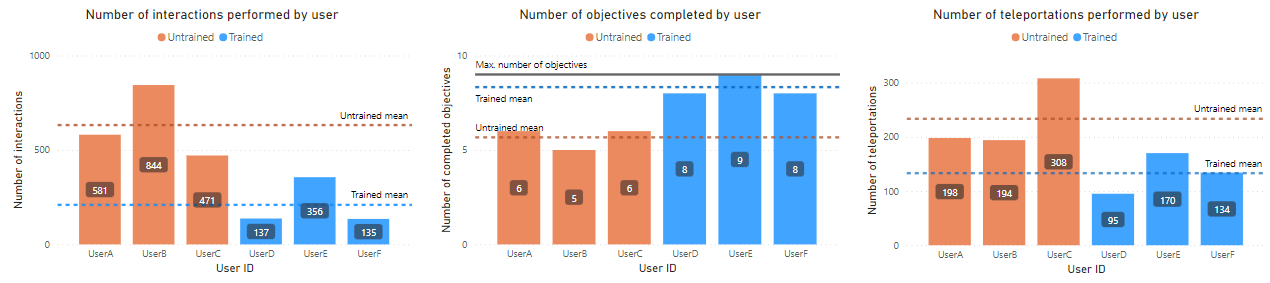 Number of interactions performed by user
Untrained Trained
Number of interactions
1000
500
0
Untrained mean
Trained mean
581
844
471
137
356
135
UserA UserB UserC UserD UserE UserF
User ID
Number of objectives completed by user
Untrained Trained
Number of completed objectives
10
5
0
Max. number of objectives
Trained mean
Untrained mean
6
5
6
8
9
8
UserA UserB UserC UserD UserE UserF
User ID
Number of teleportations performed by user
Untrained Trained
Number of teleportations
300
200
100
0
Untrained mean
Trained mean
198
194
308
95
170
134
UserA UserB UserC UserD UserE UserF
User ID